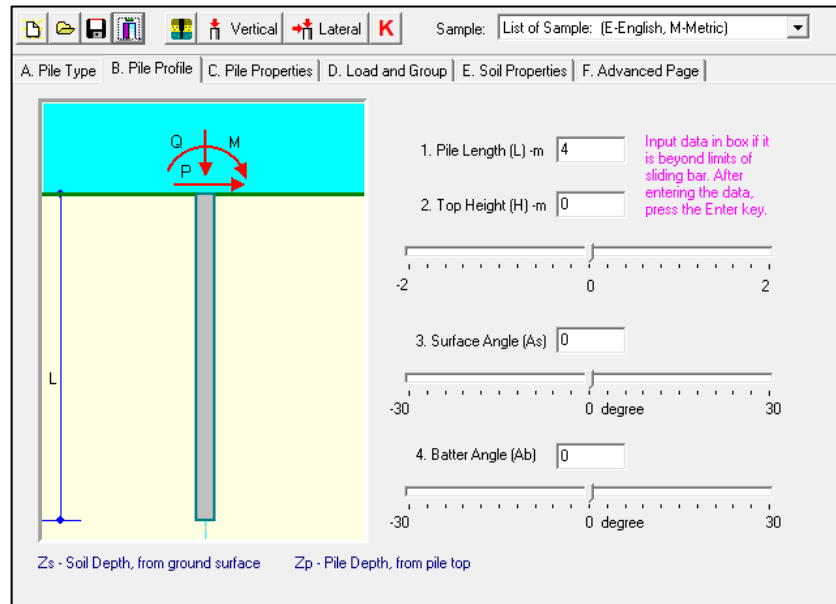 Vertical Lateral K Sample: List of Sample: (E-English, M-Metric)
A. Pile Type B. Pile Profile C. Pile Properties D. Load and Group E. Soil Properties F. Advanced Page
Q M
P
L
1. Pile Length (L) -m 4
2. Top Height (H) -m 0
Input data in box if it
is beyond limits of
sliding bar. After
entering the data,
press the Enter key.
-2 0 2
3. Surface Angle (As) 0
-30 0 degree 30
4. Batter Angle (Ab) 0
-30 0 degree 30
Zs - Soil Depth, from ground surface Zp - Pile Depth, from pile top